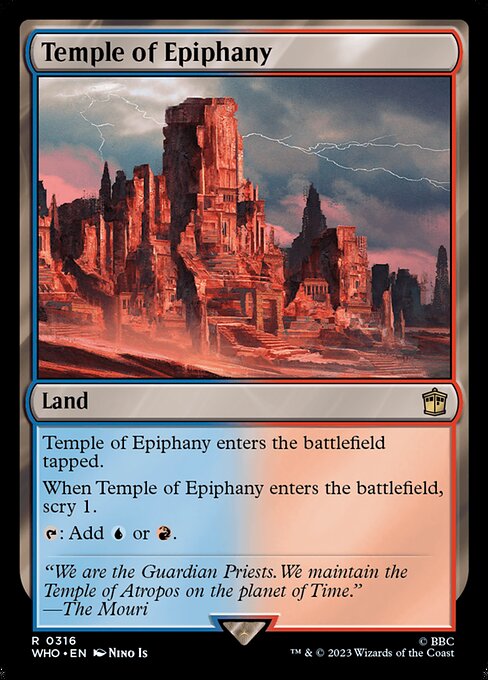 Temple of Epiphany
Land
Temple of Epiphany enters the battlefield
tapped.
When Temple of Epiphany enters the battlefield,
scry 1.
: Add or .
“We are the Guardian Priests. We maintain the
Temple of Atropos on the planet of Time.”
—The Mouri
R 0316
WHO • EN Nino Is
© BBC
™ & © 2023 Wizards of the Coast